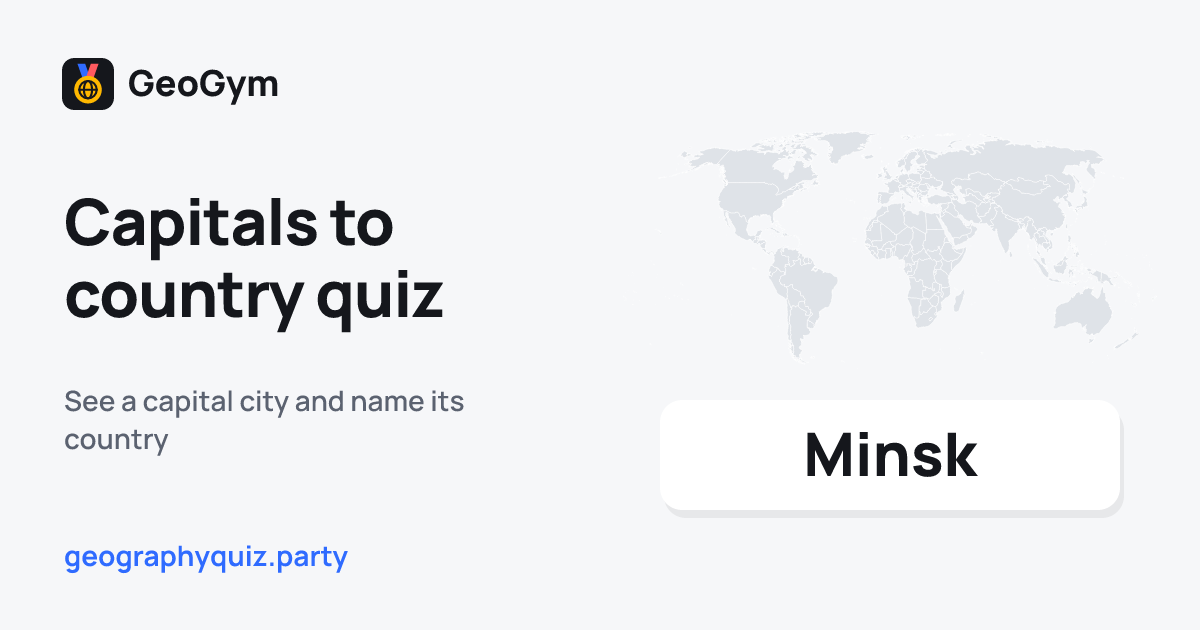 GeoGym
Capitals to
country quiz
See a capital city and name its
country
geographyquiz.party
Minsk